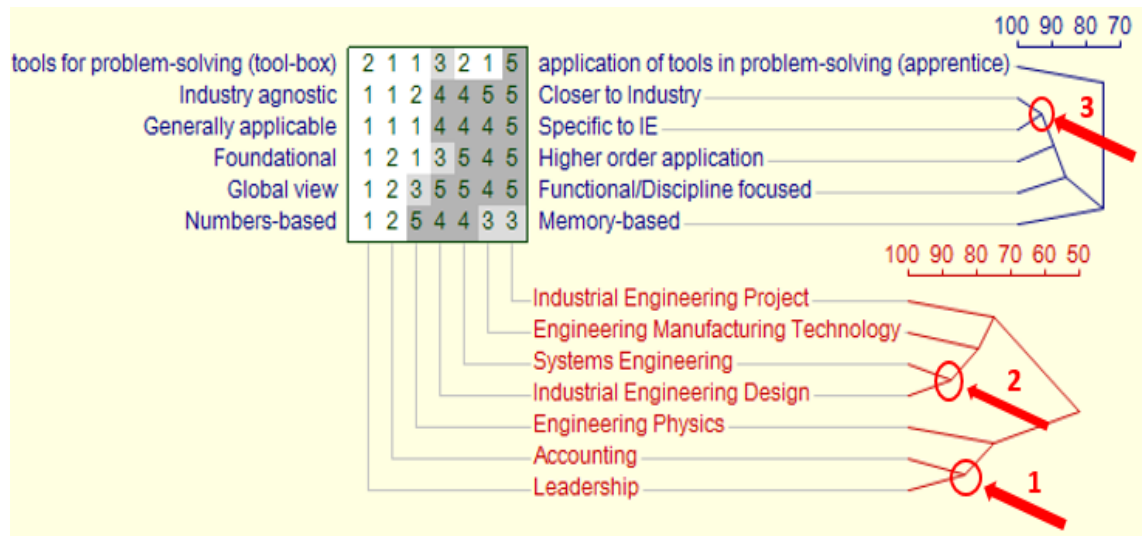 100 90 80 70
tools for problem-solving (tool-box) 2 1 1 3 2 1 5 application of tools in problem-solving (apprentice)
Industry agnostic 1 1 2 4 4 5 5 Closer to Industry
3
Generally applicable 1 1 1 4 4 4 5 Specific to IE
Foundational 1 2 1 3 5 4 5 Higher order application
Global view 1 2 3 5 5 4 5 Functional/Discipline focused
Numbers-based 1 2 5 4 4 3 3 Memory-based
100 90 80 70 60 50
Industrial Engineering Project
Engineering Manufacturing Technology
Systems Engineering
2
Industrial Engineering Design
Engineering Physics
Accounting
1
Leadership